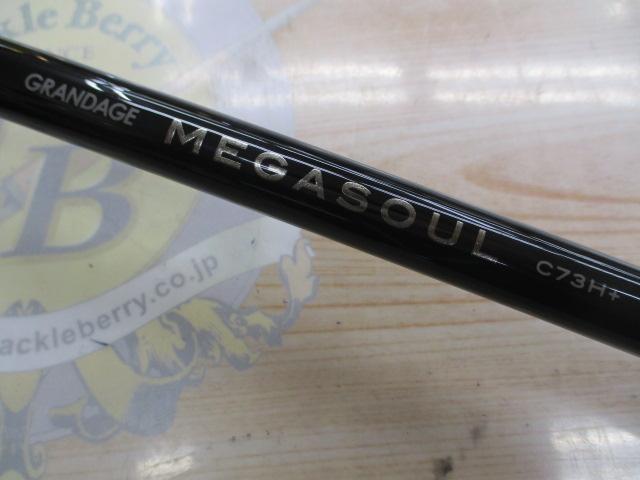 ckle Berry
GRANDAGE
MEGASOUL
C73H+
B
ackleberry.co.jp